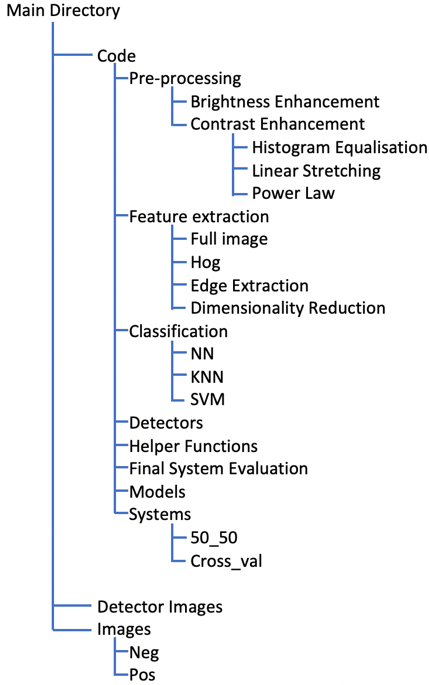 Main Directory
Code
Pre-processing
Brightness Enhancement
Contrast Enhancement
Histogram Equalisation
Linear Stretching
Power Law
Feature extraction
Full image
Hog
Edge Extraction
Dimensionality Reduction
Classification
NN
KNN
SVM
Detectors
Helper Functions
Final System Evaluation
Models
Systems
50_50
Cross_val
Detector Images
Images
Neg
Pos